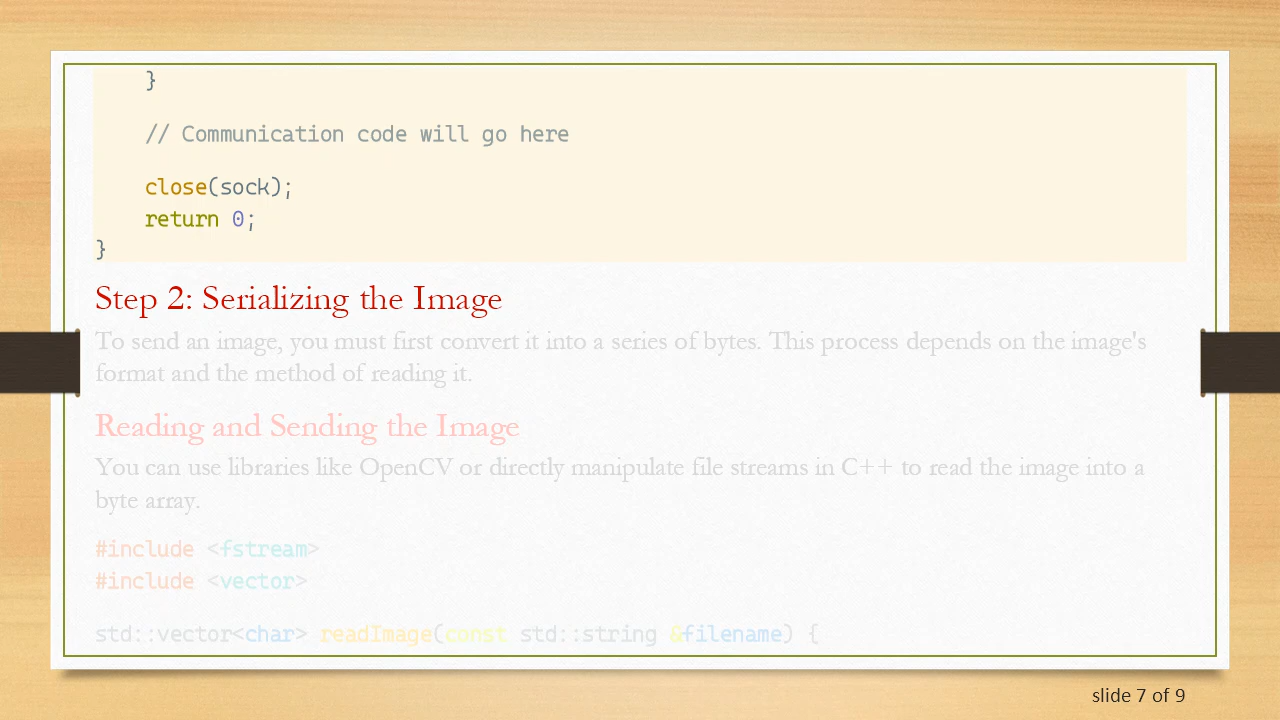 }
// Communication code will go here
close(sock);
return 0;
}
Step 2: Serializing the Image
To send an image, you must first convert it into a series of bytes. This process depends on the image's
format and the method of reading it.
Reading and Sending the Image
You can use libraries like OpenCV or directly manipulate file streams in C++ to read the image into a
byte array.
#include <fstream>
#include <vector>
std::vector<char> readImage(const std::string &filename) {
slide 7 of 9